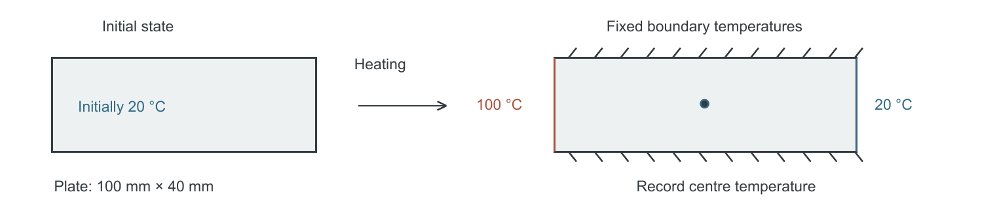 Initial state
Initially 20 °C
Plate: 100 mm × 40 mm
Heating
Fixed boundary temperatures
100 °C
20 °C
Record centre temperature